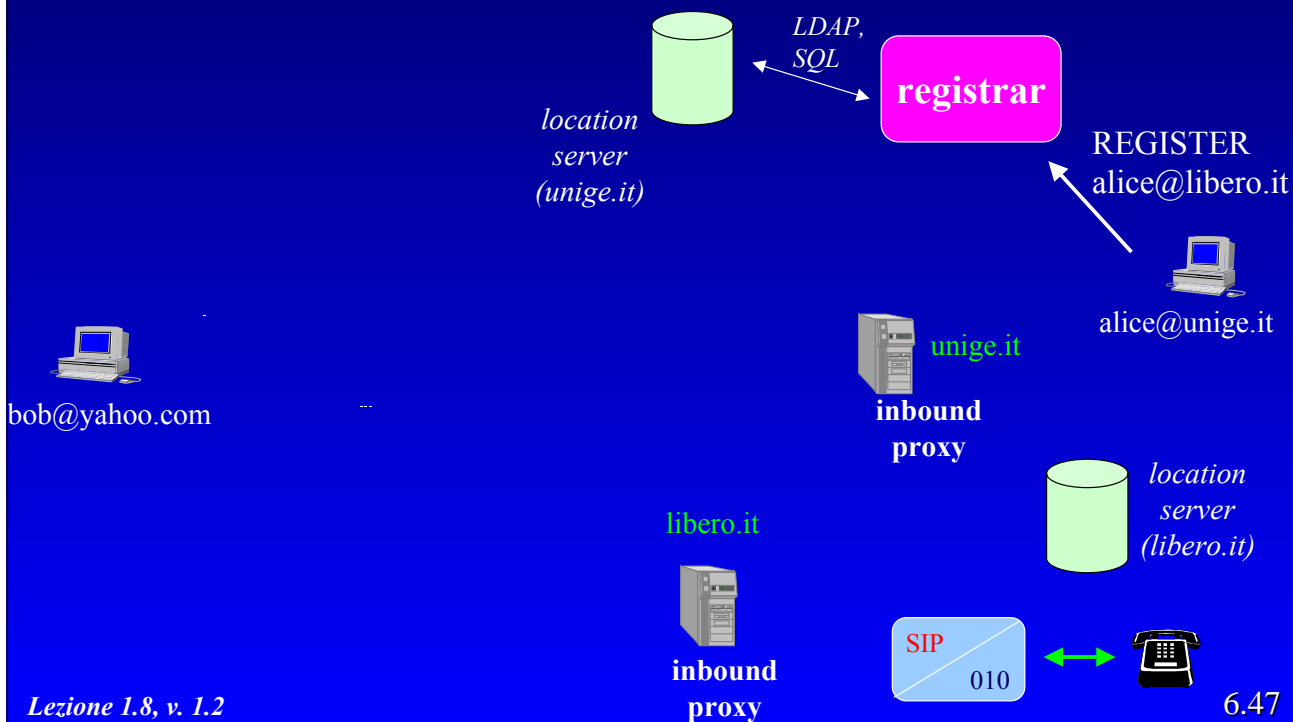 LDAP,
SQL
registrar
location
server
(unige.it)
REGISTER
alice@libero.it
alice@unige.it
unige.it
inbound
proxy
bob@yahoo.com
location
server
(libero.it)
libero.it
inbound
proxy
SIP
010
Lezione 1.8, v. 1.2
6.47